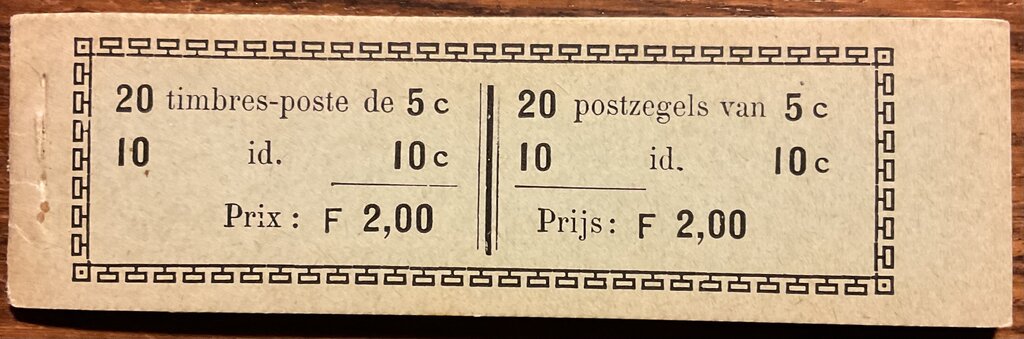 20 timbres-poste de 5 c
10 id. 10 c
Prix : F 2,00
20 postzegels van 5 c
10 id. 10 c
Prijs : F 2,00